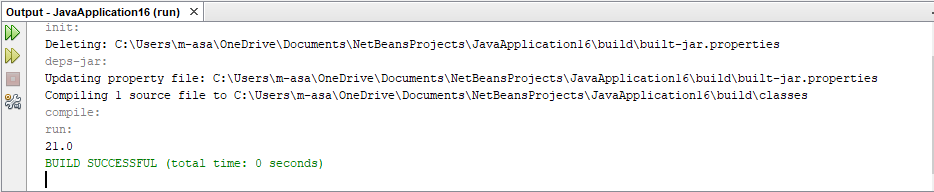 Output - JavaApplication16 (run)
init:
Deleting: C:\Users\m-asa\OneDrive\Documents\NetBeansProjects\JavaApplication16\build\built-jar.properties
deps-jar:
Updating property file: C:\Users\m-asa\OneDrive\Documents\NetBeansProjects\JavaApplication16\build\built-jar.properties
Compiling 1 source file to C:\Users\m-asa\OneDrive\Documents\NetBeansProjects\JavaApplication16\build\classes
compile:
run:
21.0
BUILD SUCCESSFUL (total time: 0 seconds)